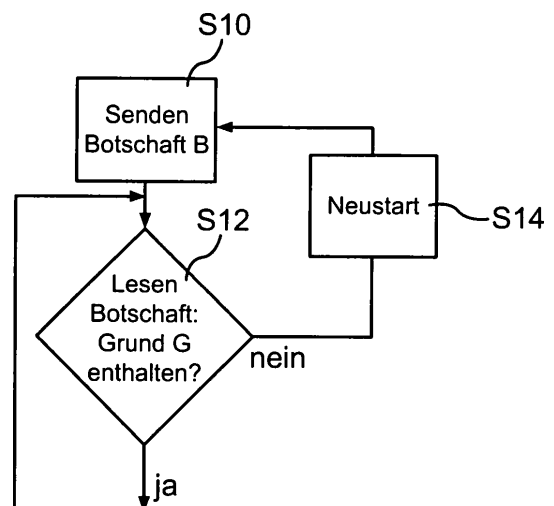 S10
Senden
Botschaft B
Neustart
S14
S12
Lesen
Botschaft:
Grund G
enthalten?
nein
ja